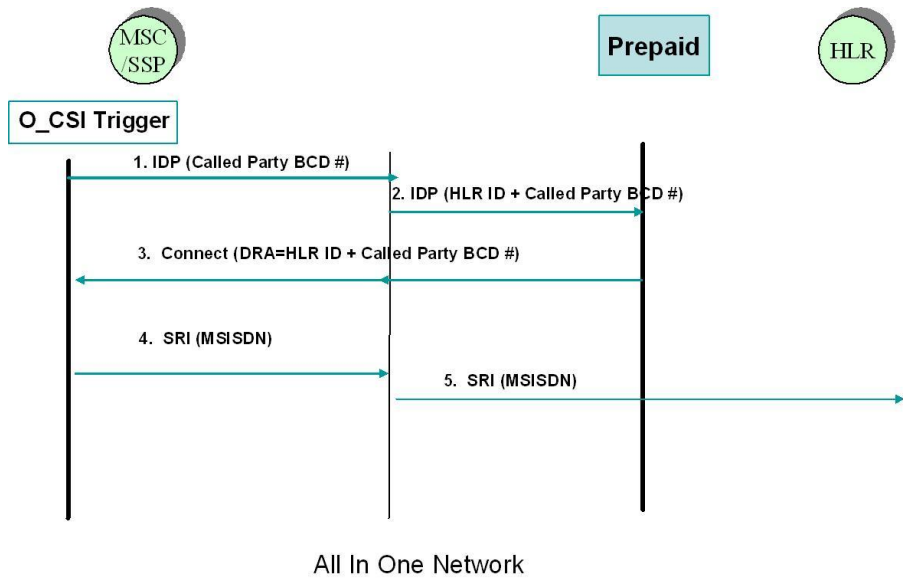 MSC
/SSP
Prepaid
HLR
O_CSI Trigger
1. IDP (Called Party BCD #)
2. IDP (HLR ID + Called Party BCD #)
3. Connect (DRA=HLR ID + Called Party BCD #)
4. SRI (MSISDN)
5. SRI (MSISDN)
All In One Network